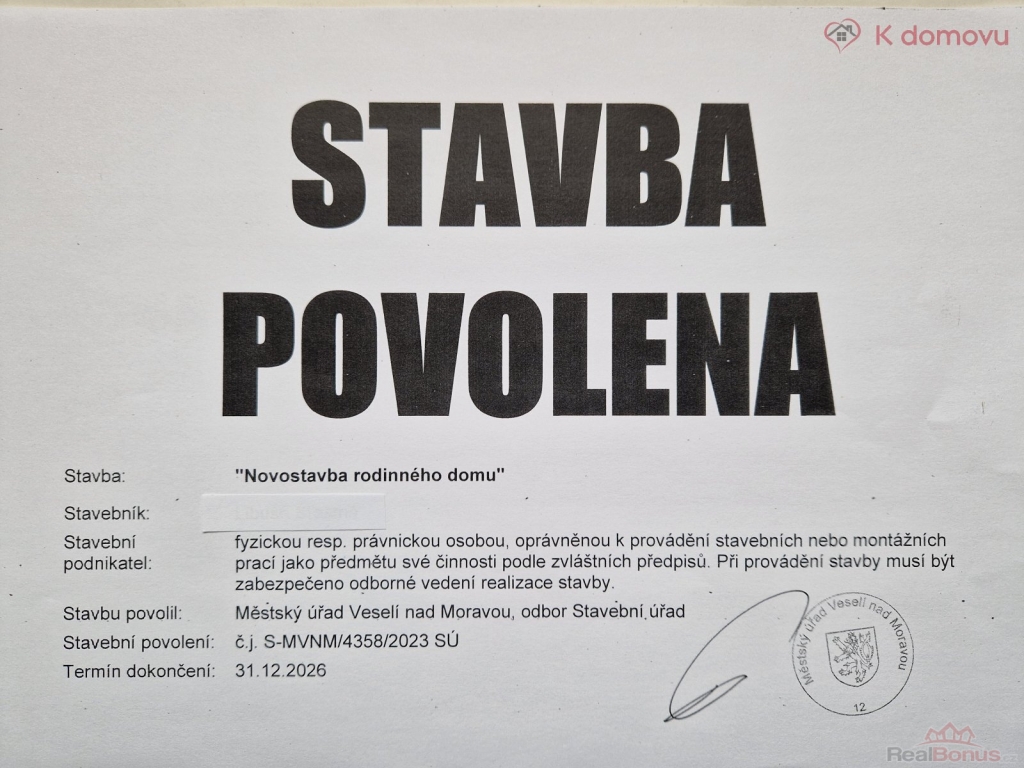 K domovu
STAVBA
POVOLENA
Stavba: "Novostavba rodinného domu"
Stavebník:
Stavební podnikatel: fyzickou resp. právnickou osobou, oprávněnou k provádění stavebních nebo montážních
prací jako předmětu své činnosti podle zvláštních předpisů. Při provádění stavby musí být
zabezpečeno odborné vedení realizace stavby.
Stavbu povolil: Městský úřad Veselí nad Moravou, odbor Stavební úřad
Stavební povolení: č.j. S-MVNM/4358/2023 SÚ
Termín dokončení: 31.12.2026
Městský úřad Veselí nad Moravou
12
RealBonus.cz